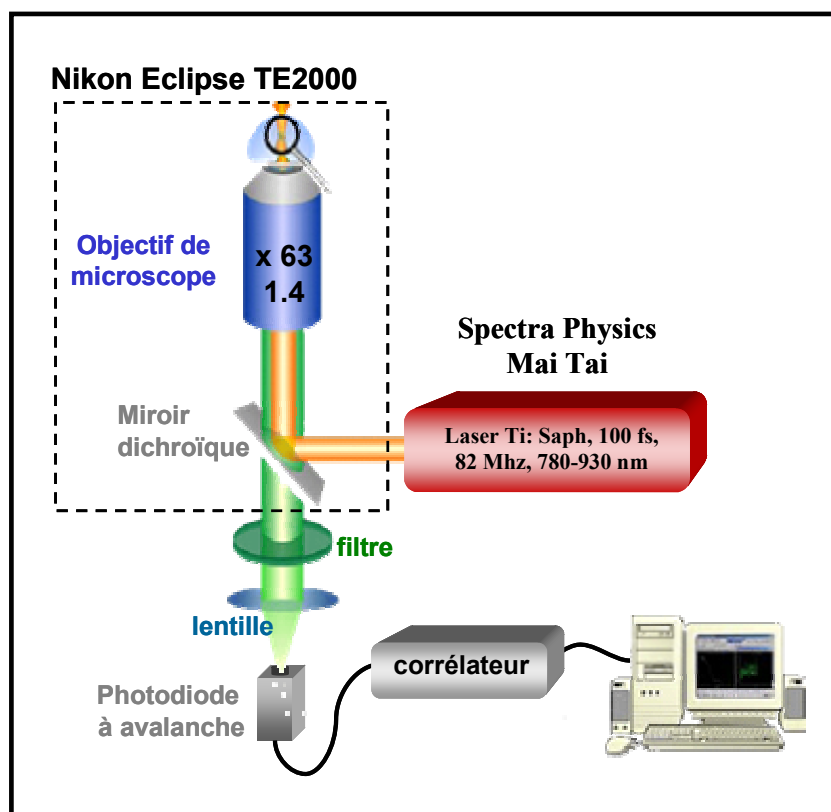 Nikon Eclipse TE2000
Objectif de
microscope
x 63
1.4
Spectra Physics
Mai Tai
Miroir
dichroïque
Laser Ti: Saph, 100 fs,
82 Mhz, 780-930 nm
filtre
lentille
corrélateur
Photodiode
à avalanche